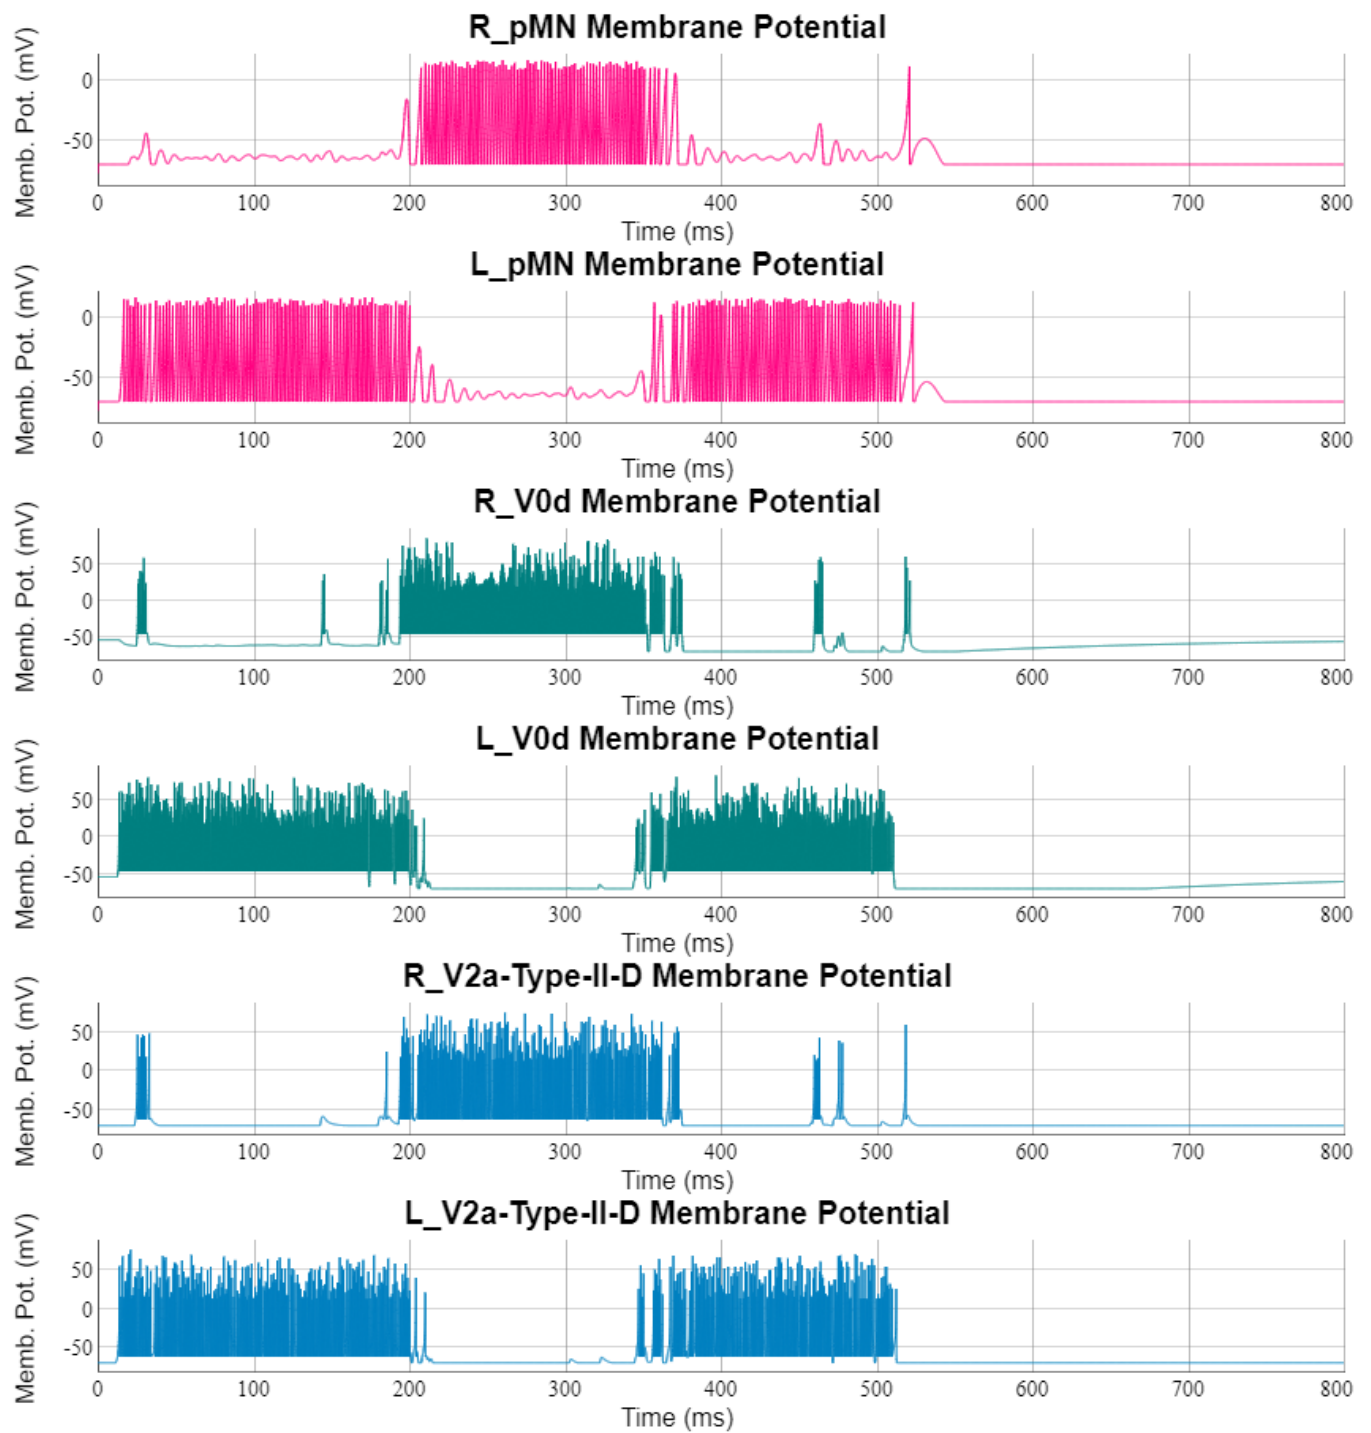 R_pMN Membrane Potential
Memb. Pot. (mV)
0
-50
0 100 200 300 400 500 600 700 800
Time (ms)
L_pMN Membrane Potential
Memb. Pot. (mV)
0
-50
0 100 200 300 400 500 600 700 800
Time (ms)
R_V0d Membrane Potential
Memb. Pot. (mV)
50
0
-50
0 100 200 300 400 500 600 700 800
Time (ms)
L_V0d Membrane Potential
Memb. Pot. (mV)
50
0
-50
0 100 200 300 400 500 600 700 800
Time (ms)
R_V2a-Type-II-D Membrane Potential
Memb. Pot. (mV)
50
0
-50
0 100 200 300 400 500 600 700 800
Time (ms)
L_V2a-Type-II-D Membrane Potential
Memb. Pot. (mV)
50
0
-50
0 100 200 300 400 500 600 700 800
Time (ms)